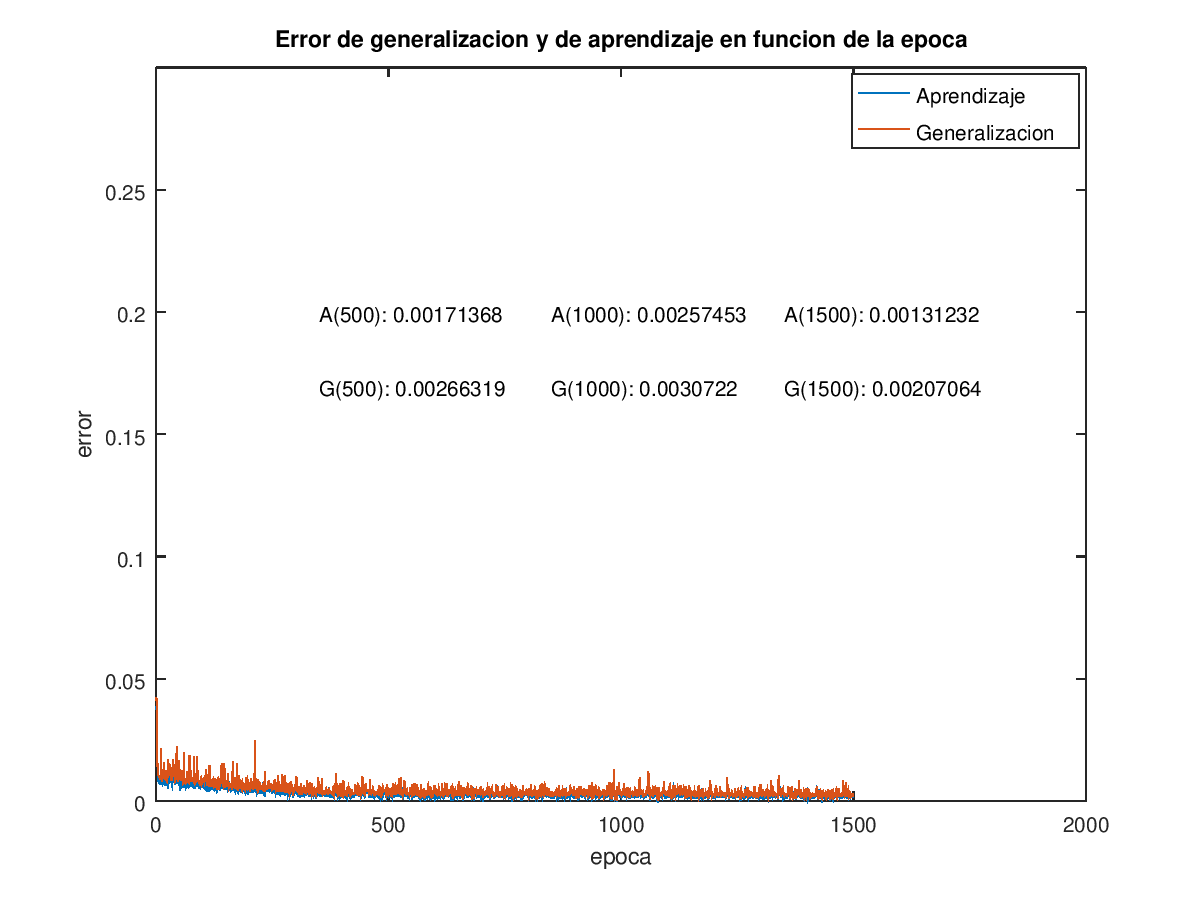 Error de generalizacion y de aprendizaje en funcion de la epoca
Aprendizaje
Generalizacion
0.25
0.2
0.15
0.1
0.05
0
A(500): 0.00171368 A(1000): 0.00257453 A(1500): 0.00131232
G(500): 0.00266319 G(1000): 0.0030722 G(1500): 0.00207064
error
0 500 1000 1500 2000
epoca